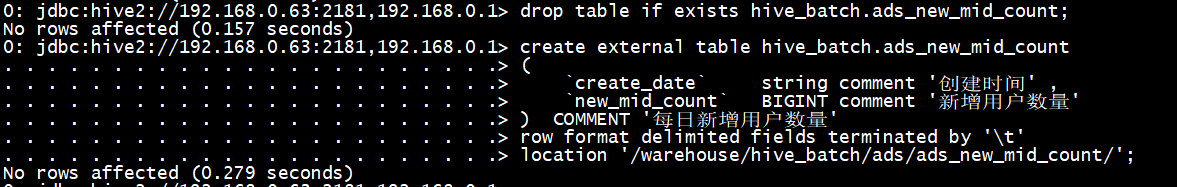 0: jdbc:hive2://192.168.0.63:2181,192.168.0.1> drop table if exists hive_batch.ads_new_mid_count;
No rows affected (0.157 seconds)
0: jdbc:hive2://192.168.0.63:2181,192.168.0.1> create external table hive_batch.ads_new_mid_count
. . . . . . . . . . . . . . . . . . . . . . .> (
. . . . . . . . . . . . . . . . . . . . . . .>     `create_date`     string comment '创建时间' ,
. . . . . . . . . . . . . . . . . . . . . . .>     `new_mid_count`   BIGINT comment '新增用户数量'
. . . . . . . . . . . . . . . . . . . . . . .> )  COMMENT '每日新增用户数量'
. . . . . . . . . . . . . . . . . . . . . . .> row format delimited fields terminated by '\t'
. . . . . . . . . . . . . . . . . . . . . . .> location '/warehouse/hive_batch/ads/ads_new_mid_count/';
No rows affected (0.279 seconds)